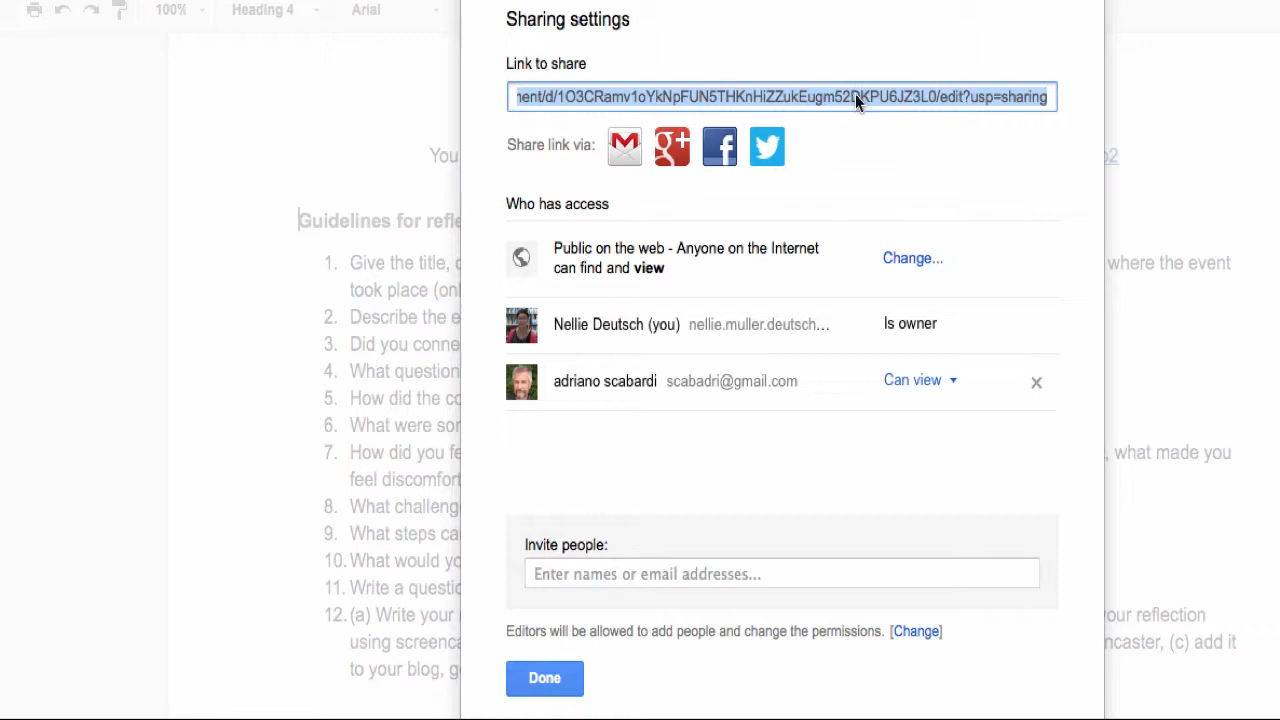 100% Heading 4 Arial
Sharing settings
Link to share
nent/d/1O3CRamv1oYkNpFUN5THKnHiZZukEugm52DKPU6JZ3L0/edit?usp=sharing
Share link via:
You
p2
Who has access
Guidelines for refle
Public on the web - Anyone on the Internet
can find and view
Change...
1. Give the title, where the event
took place (onl
2. Describe the e
Nellie Deutsch (you) nellie.muller.deutsch... Is owner
3. Did you conne
4. What question
adriano scabardi scabadri@gmail.com Can view
5. How did the co
6. What were son
7. How did you fe , what made you
feel discomfort
8. What challeng
9. What steps ca
Invite people:
10. What would yo
Enter names or email addresses...
11. Write a questio
12. (a) Write your our reflection
Editors will be allowed to add people and change the permissions. [Change]
using screenca ncaster, (c) add it
to your blog, g
Done